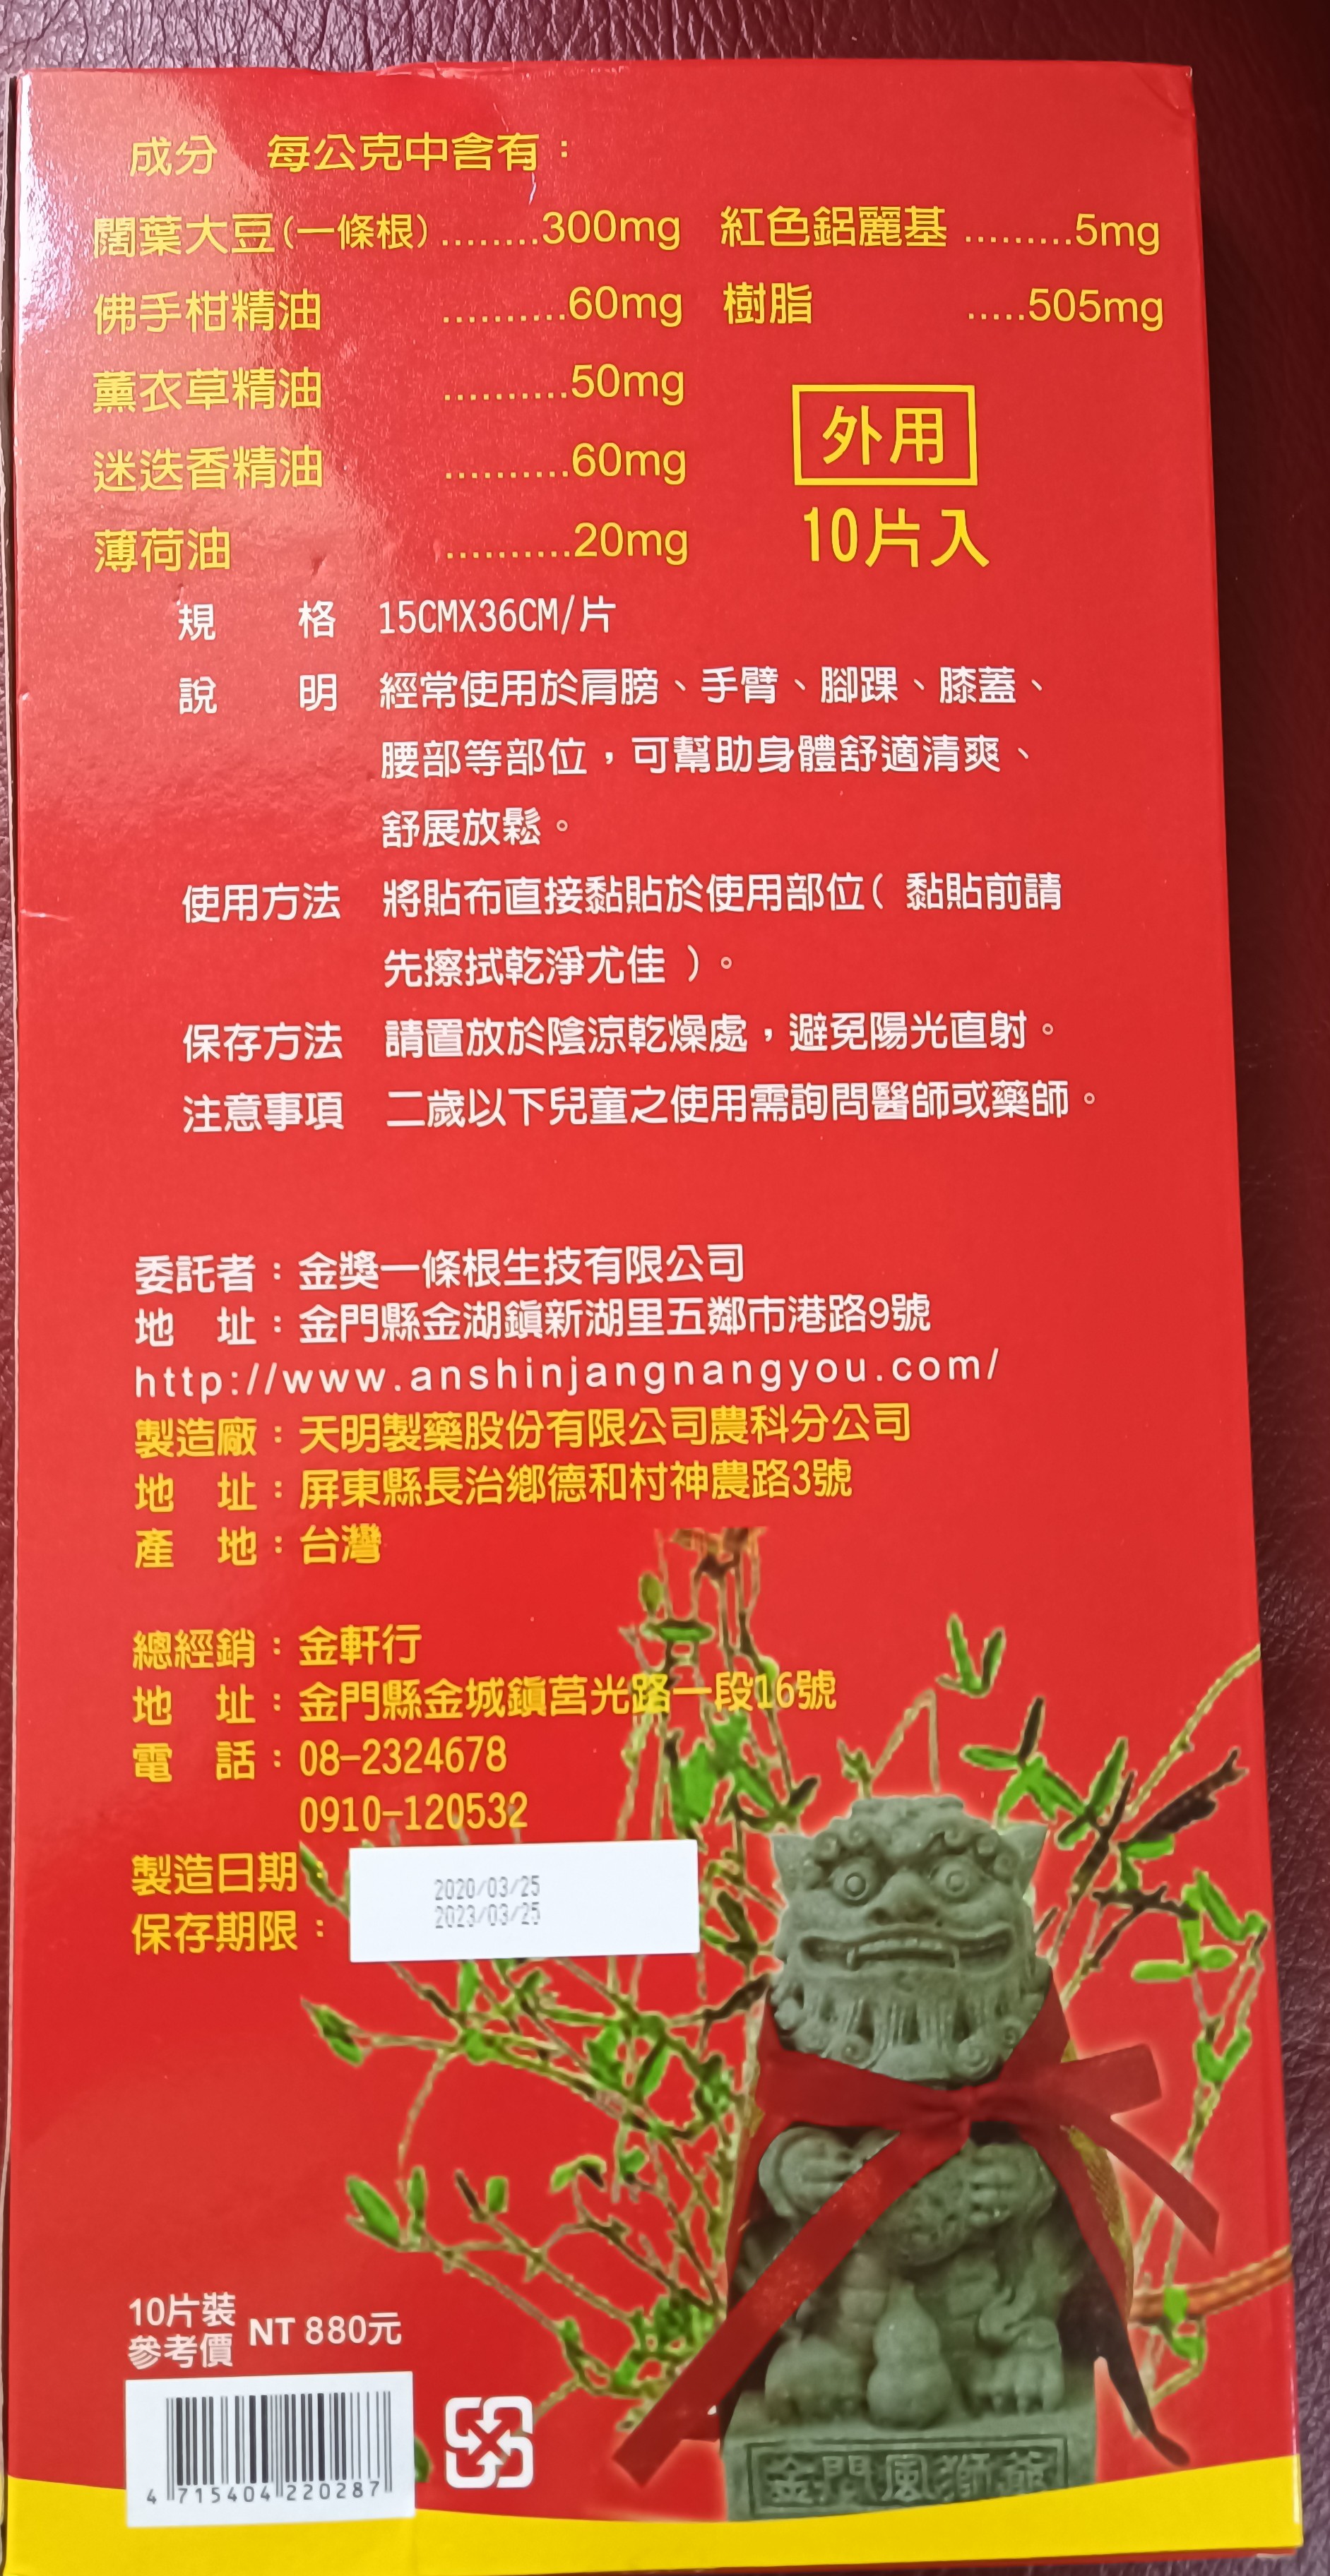 成分　每公克中含有：
闊葉大豆(一條根)........300mg
佛手柑精油..........60mg
薰衣草精油..........50mg
迷迭香精油..........60mg
薄荷油..........20mg
紅色鋁麗基.........5mg
樹脂.....505mg
外用
10片入
規　格　15CMX36CM/片
說　明　經常使用於肩膀、手臂、腳踝、膝蓋、
腰部等部位，可幫助身體舒適清爽、
舒展放鬆。
使用方法　將貼布直接黏貼於使用部位( 黏貼前請
先擦拭乾淨尤佳 )。
保存方法　請置放於陰涼乾燥處，避免陽光直射。
注意事項　二歲以下兒童之使用需詢問醫師或藥師。
委託者：金獎一條根生技有限公司
地　址：金門縣金湖鎮新湖里五鄰市港路9號
http://www.anshinjangnangyou.com/
製造廠：天明製藥股份有限公司農科分公司
地　址：屏東縣長治鄉德和村神農路3號
產　地：台灣
總經銷：金軒行
地　址：金門縣金城鎮莒光路一段16號
電　話：08-2324678
0910-120532
製造日期：2020/03/25
保存期限：2023/03/25
10片裝
參考價 NT 880元
4 715404 220287
金門風獅爺